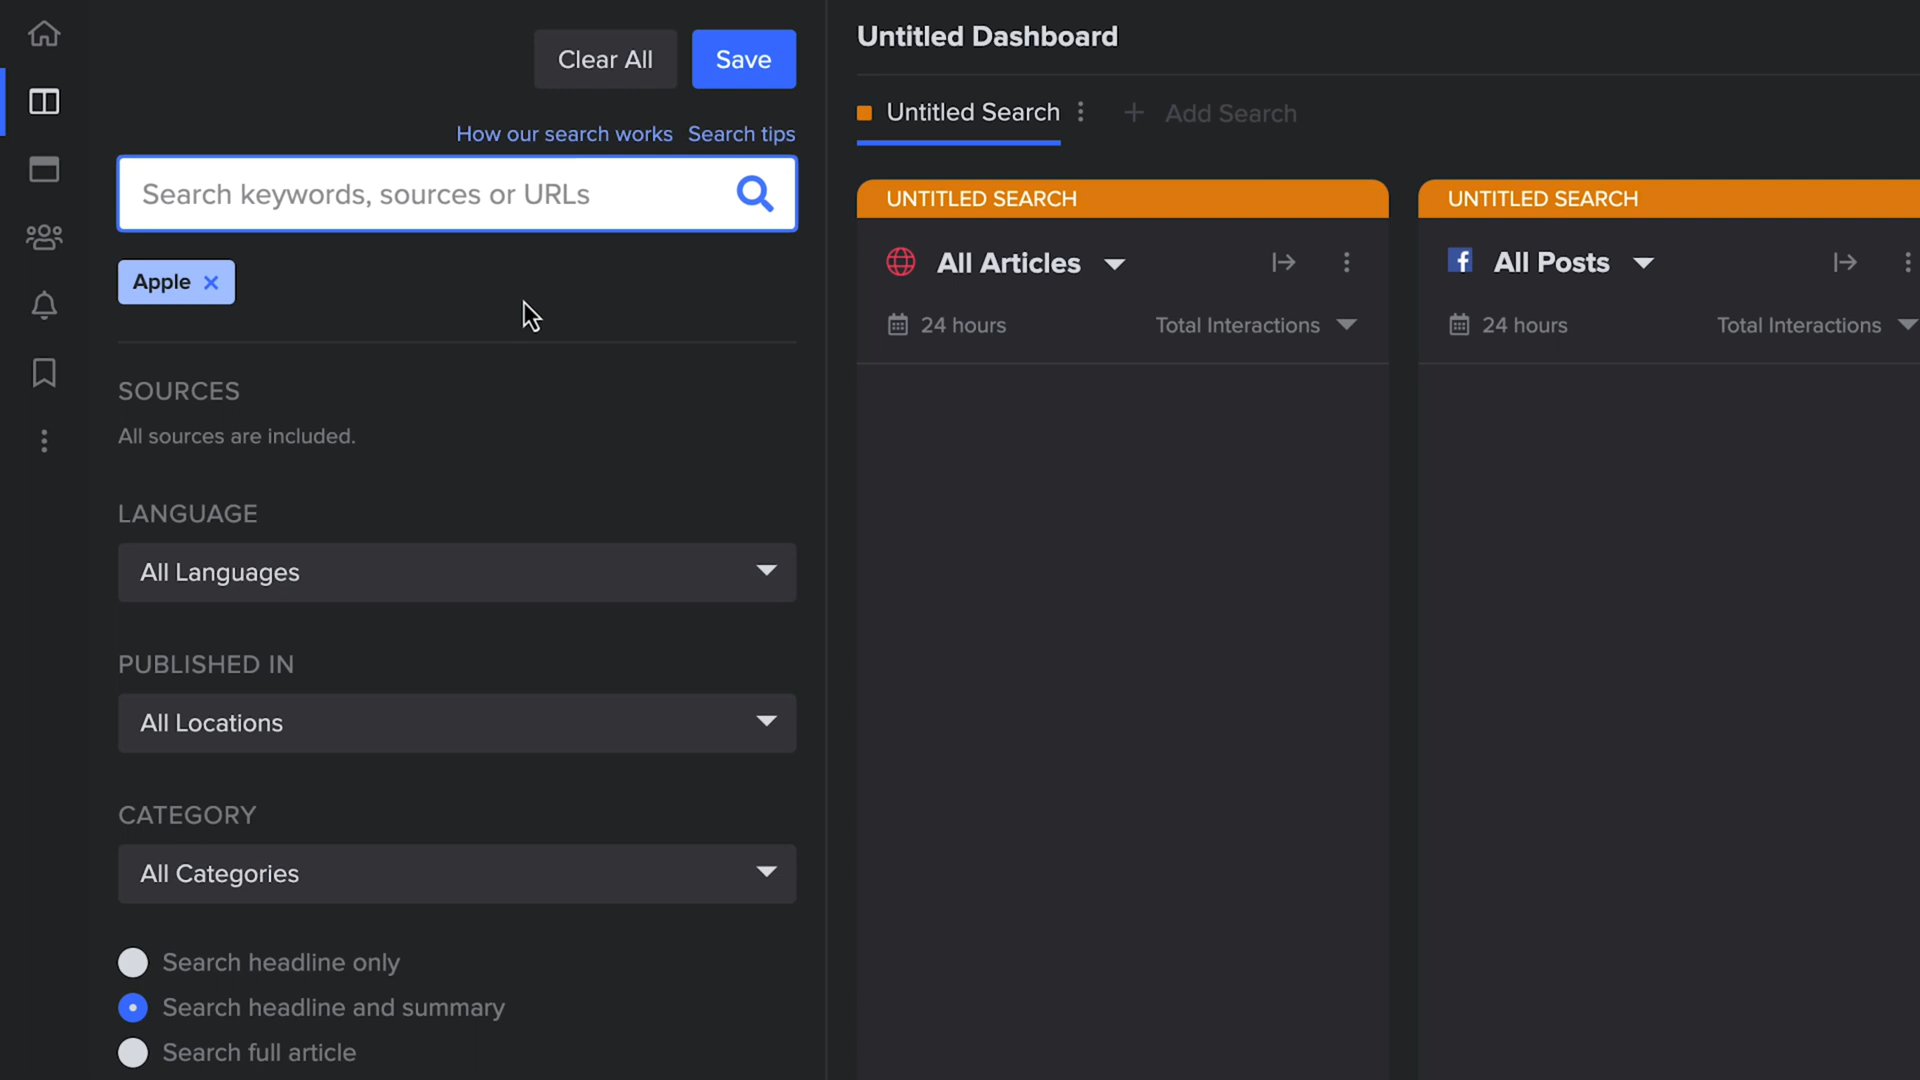 Clear All
Save
How our search works
Search tips
Search keywords, sources or URLs
Apple
SOURCES
All sources are included.
LANGUAGE
All Languages
PUBLISHED IN
All Locations
CATEGORY
All Categories
Search headline only
Search headline and summary
Search full article
Untitled Dashboard
Untitled Search
Add Search
UNTITLED SEARCH
All Articles
24 hours
Total Interactions
UNTITLED SEARCH
All Posts
24 hours
Total Interactions